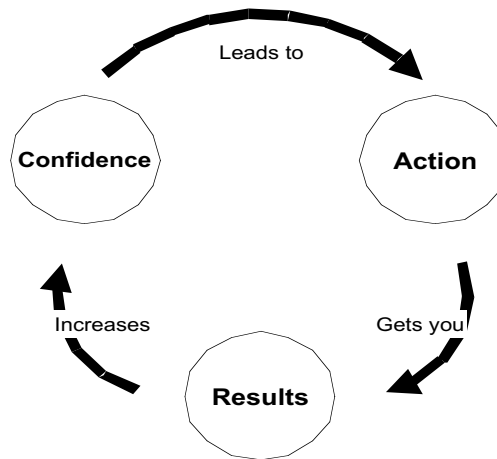 Leads to
Confidence
Action
Increases
Gets you
Results